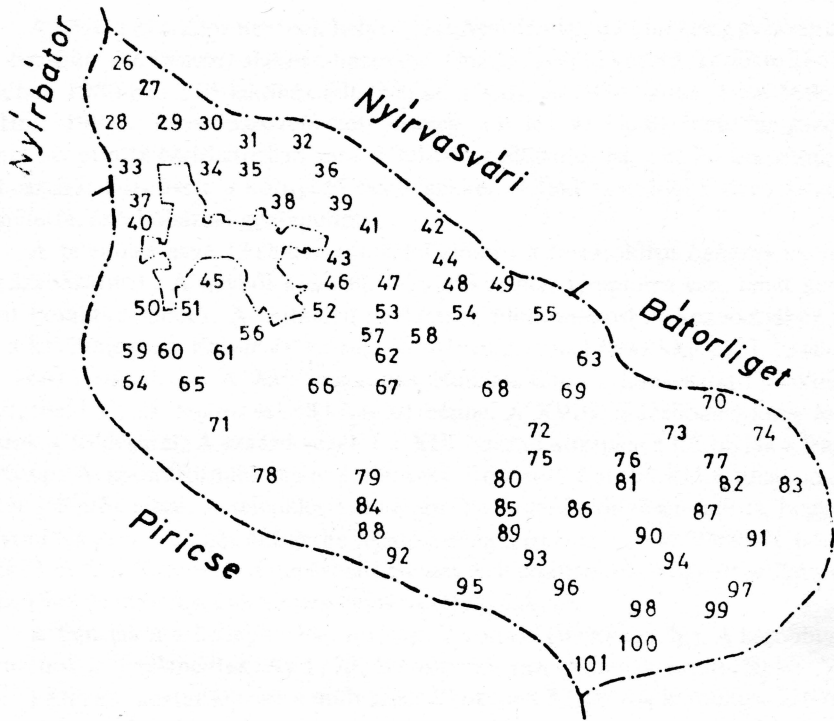 Nyírbátor
Nyírvasvári
Bátorliget
Piricse
26
27
28 29 30
31 32
33 34 35 36
37 38 39
40 41 42
43 44
45 46 47 48 49
50 51 52 53 54 55
56 57 58
59 60 61 62 63
64 65 66 67 68 69
70
71 72 73 74
75 76 77
78 79 80 81 82 83
84 85 86 87
88 89 90 91
92 93 94
95 96 97
98 99
100
101